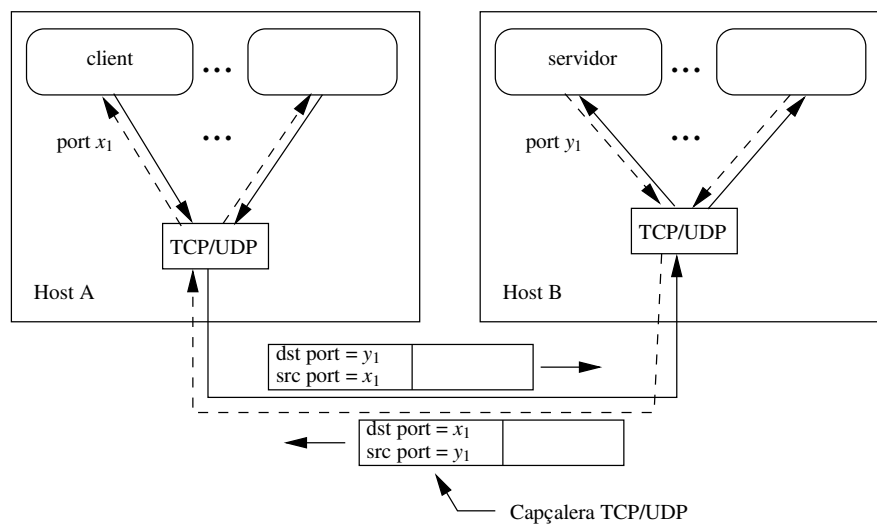 client
...
servidor
...
port x1
...
port y1
...
TCP/UDP
TCP/UDP
Host A
Host B
dst port = y1
src port = x1
dst port = x1
src port = y1
Capçalera TCP/UDP